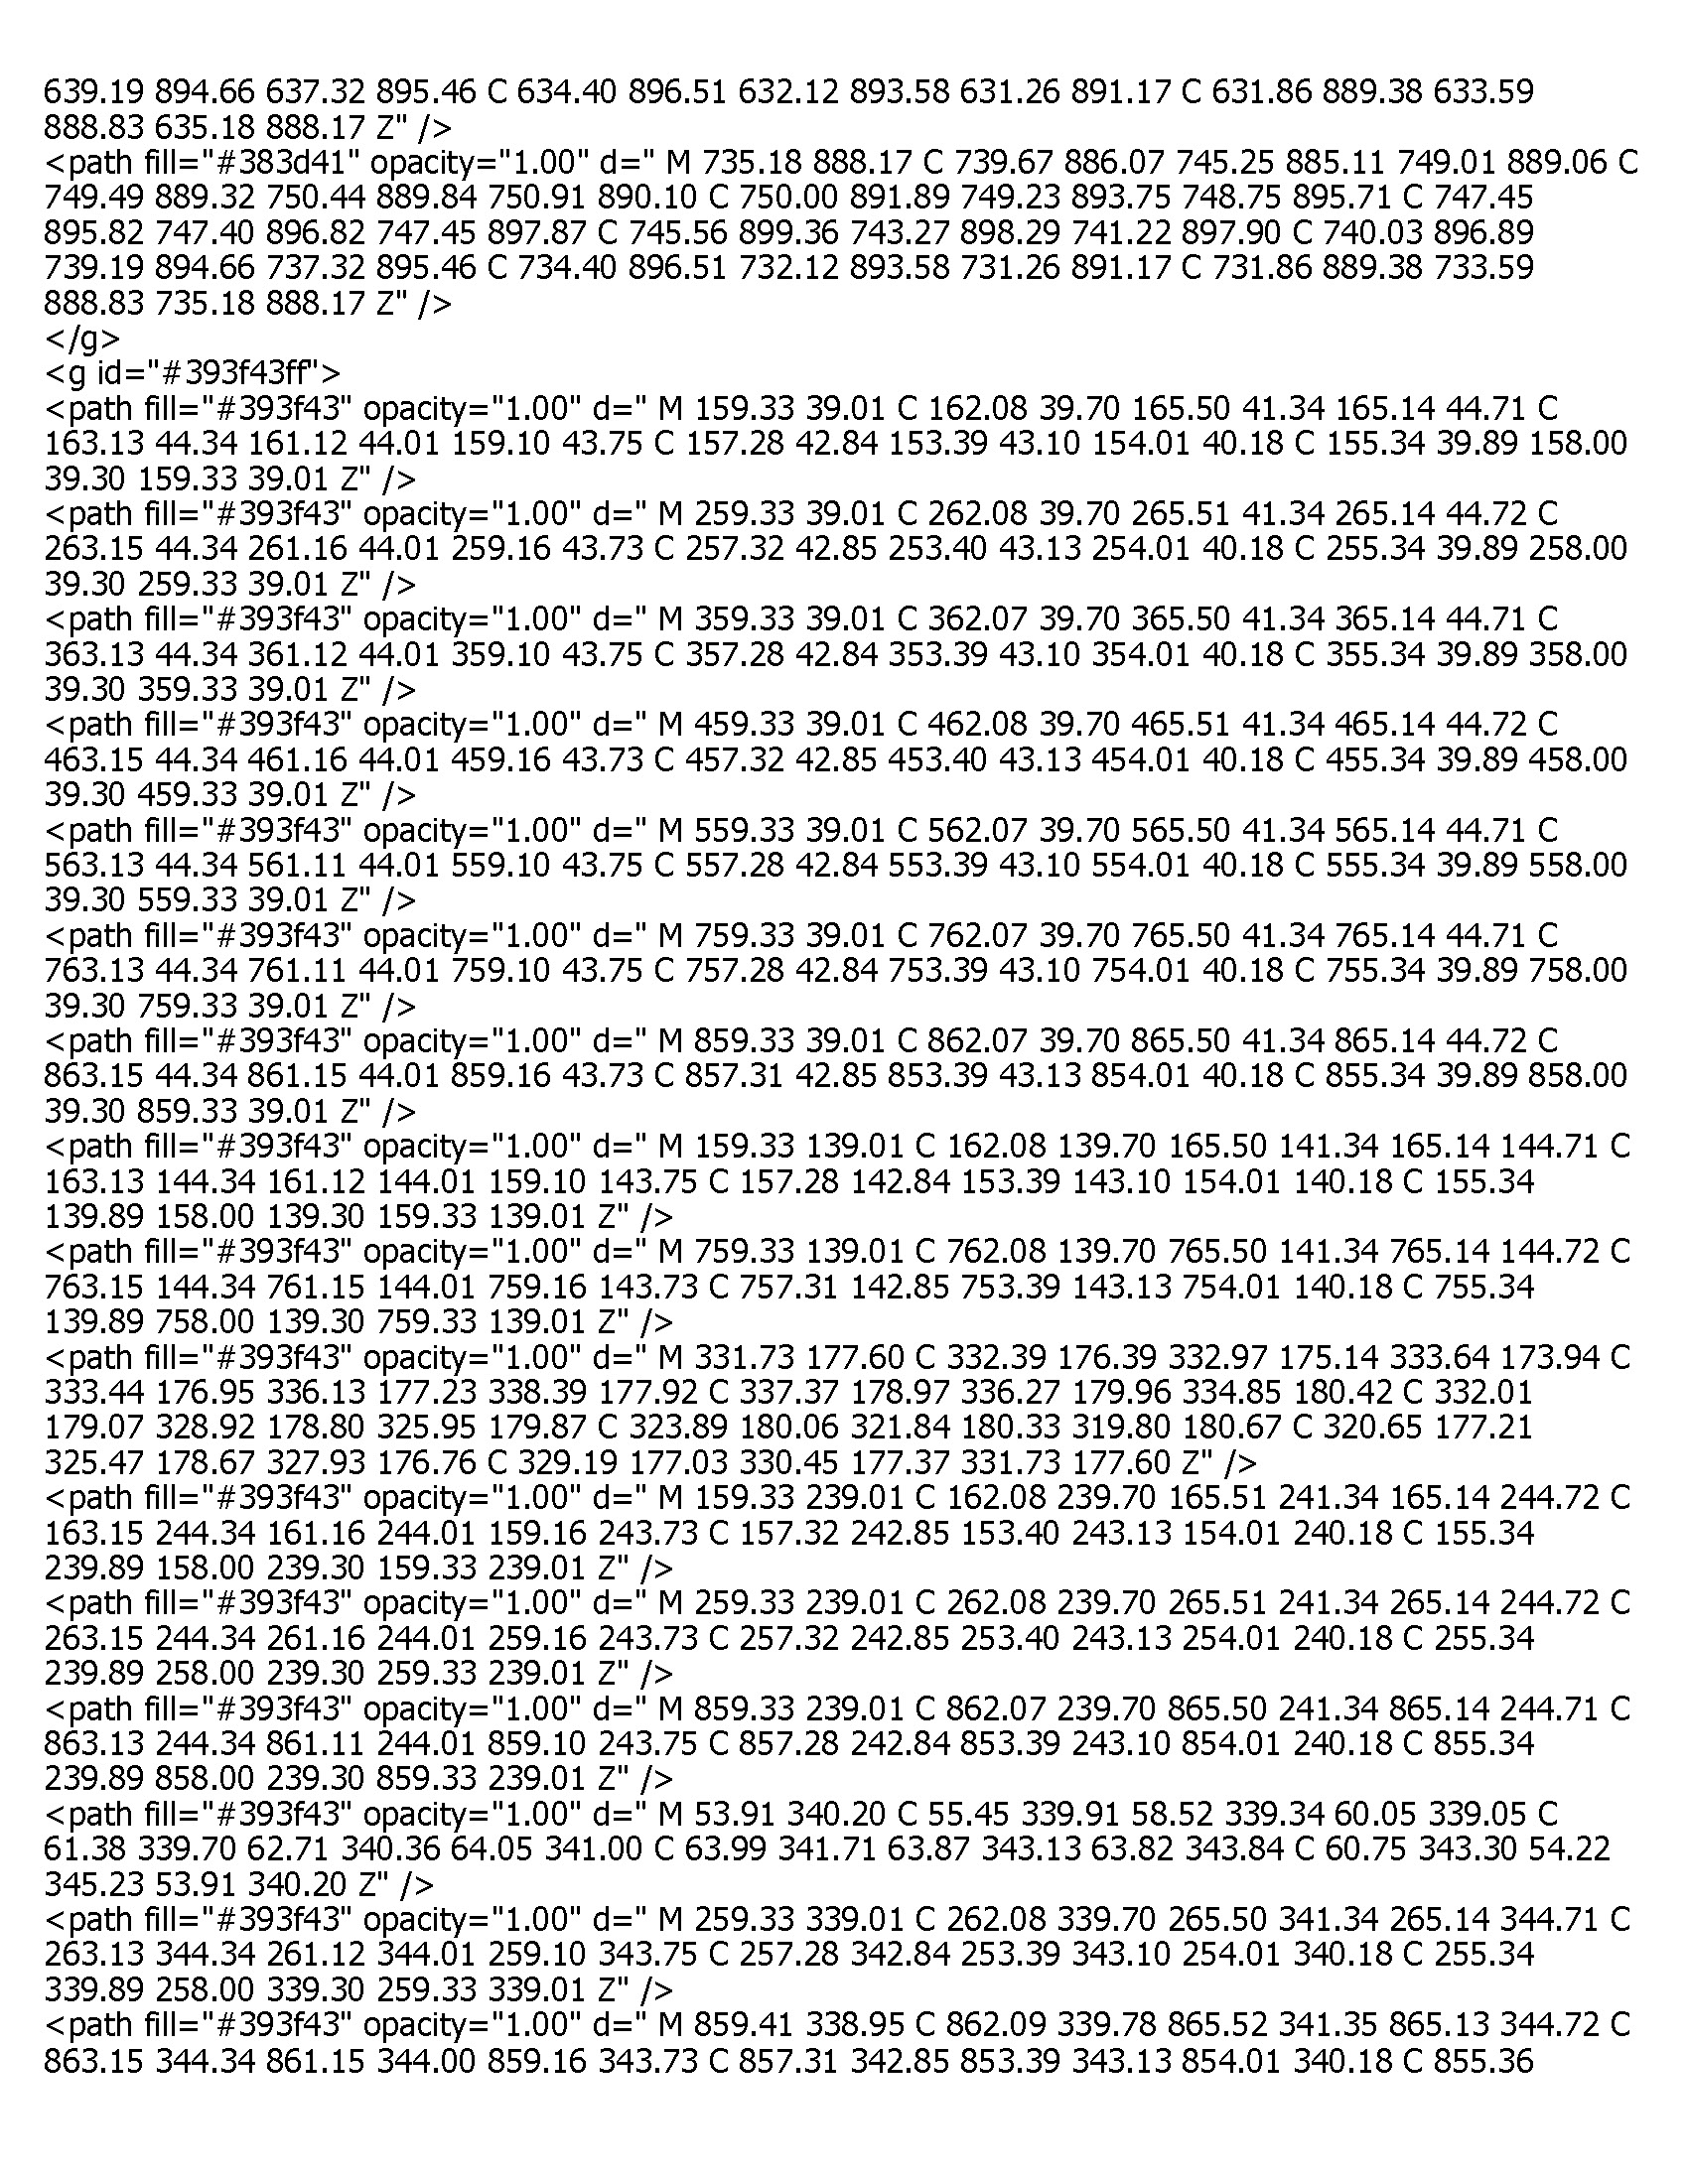 639.19 894.66 637.32 895.46 C 634.40 896.51 632.12 893.58 631.26 891.17 C 631.86 889.38 633.59
888.83 635.18 888.17 Z" />
<path fill="#383d41" opacity="1.00" d=" M 735.18 888.17 C 739.67 886.07 745.25 885.11 749.01 889.06 C
749.49 889.32 750.44 889.84 750.91 890.10 C 750.00 891.89 749.23 893.75 748.75 895.71 C 747.45
895.82 747.40 896.82 747.45 897.87 C 745.56 899.36 743.27 898.29 741.22 897.90 C 740.03 896.89
739.19 894.66 737.32 895.46 C 734.40 896.51 732.12 893.58 731.26 891.17 C 731.86 889.38 733.59
888.83 735.18 888.17 Z" />
</g>
<g id="#393f43ff">
<path fill="#393f43" opacity="1.00" d=" M 159.33 39.01 C 162.08 39.70 165.50 41.34 165.14 44.71 C
163.13 44.34 161.12 44.01 159.10 43.75 C 157.28 42.84 153.39 43.10 154.01 40.18 C 155.34 39.89 158.00
39.30 159.33 39.01 Z" />
<path fill="#393f43" opacity="1.00" d=" M 259.33 39.01 C 262.08 39.70 265.51 41.34 265.14 44.72 C
263.15 44.34 261.16 44.01 259.16 43.73 C 257.32 42.85 253.40 43.13 254.01 40.18 C 255.34 39.89 258.00
39.30 259.33 39.01 Z" />
<path fill="#393f43" opacity="1.00" d=" M 359.33 39.01 C 362.07 39.70 365.50 41.34 365.14 44.71 C
363.13 44.34 361.12 44.01 359.10 43.75 C 357.28 42.84 353.39 43.10 354.01 40.18 C 355.34 39.89 358.00
39.30 359.33 39.01 Z" />
<path fill="#393f43" opacity="1.00" d=" M 459.33 39.01 C 462.08 39.70 465.51 41.34 465.14 44.72 C
463.15 44.34 461.16 44.01 459.16 43.73 C 457.32 42.85 453.40 43.13 454.01 40.18 C 455.34 39.89 458.00
39.30 459.33 39.01 Z" />
<path fill="#393f43" opacity="1.00" d=" M 559.33 39.01 C 562.07 39.70 565.50 41.34 565.14 44.71 C
563.13 44.34 561.11 44.01 559.10 43.75 C 557.28 42.84 553.39 43.10 554.01 40.18 C 555.34 39.89 558.00
39.30 559.33 39.01 Z" />
<path fill="#393f43" opacity="1.00" d=" M 759.33 39.01 C 762.07 39.70 765.50 41.34 765.14 44.71 C
763.13 44.34 761.11 44.01 759.10 43.75 C 757.28 42.84 753.39 43.10 754.01 40.18 C 755.34 39.89 758.00
39.30 759.33 39.01 Z" />
<path fill="#393f43" opacity="1.00" d=" M 859.33 39.01 C 862.07 39.70 865.50 41.34 865.14 44.72 C
863.15 44.34 861.15 44.01 859.16 43.73 C 857.31 42.85 853.39 43.13 854.01 40.18 C 855.34 39.89 858.00
39.30 859.33 39.01 Z" />
<path fill="#393f43" opacity="1.00" d=" M 159.33 139.01 C 162.08 139.70 165.50 141.34 165.14 144.71 C
163.13 144.34 161.12 144.01 159.10 143.75 C 157.28 142.84 153.39 143.10 154.01 140.18 C 155.34
139.89 158.00 139.30 159.33 139.01 Z" />
<path fill="#393f43" opacity="1.00" d=" M 759.33 139.01 C 762.08 139.70 765.50 141.34 765.14 144.72 C
763.15 144.34 761.15 144.01 759.16 143.73 C 757.31 142.85 753.39 143.13 754.01 140.18 C 755.34
139.89 758.00 139.30 759.33 139.01 Z" />
<path fill="#393f43" opacity="1.00" d=" M 331.73 177.60 C 332.39 176.39 332.97 175.14 333.64 173.94 C
333.44 176.95 336.13 177.23 338.39 177.92 C 337.37 178.97 336.27 179.96 334.85 180.42 C 332.01
179.07 328.92 178.80 325.95 179.87 C 323.89 180.06 321.84 180.33 319.80 180.67 C 320.65 177.21
325.47 178.67 327.93 176.76 C 329.19 177.03 330.45 177.37 331.73 177.60 Z" />
<path fill="#393f43" opacity="1.00" d=" M 159.33 239.01 C 162.08 239.70 165.51 241.34 165.14 244.72 C
163.15 244.34 161.16 244.01 159.16 243.73 C 157.32 242.85 153.40 243.13 154.01 240.18 C 155.34
239.89 158.00 239.30 159.33 239.01 Z" />
<path fill="#393f43" opacity="1.00" d=" M 259.33 239.01 C 262.08 239.70 265.51 241.34 265.14 244.72 C
263.15 244.34 261.16 244.01 259.16 243.73 C 257.32 242.85 253.40 243.13 254.01 240.18 C 255.34
239.89 258.00 239.30 259.33 239.01 Z" />
<path fill="#393f43" opacity="1.00" d=" M 859.33 239.01 C 862.07 239.70 865.50 241.34 865.14 244.71 C
863.13 244.34 861.11 244.01 859.10 243.75 C 857.28 242.84 853.39 243.10 854.01 240.18 C 855.34
239.89 858.00 239.30 859.33 239.01 Z" />
<path fill="#393f43" opacity="1.00" d=" M 53.91 340.20 C 55.45 339.91 58.52 339.34 60.05 339.05 C
61.38 339.70 62.71 340.36 64.05 341.00 C 63.99 341.71 63.87 343.13 63.82 343.84 C 60.75 343.30 54.22
345.23 53.91 340.20 Z" />
<path fill="#393f43" opacity="1.00" d=" M 259.33 339.01 C 262.08 339.70 265.50 341.34 265.14 344.71 C
263.13 344.34 261.12 344.01 259.10 343.75 C 257.28 342.84 253.39 343.10 254.01 340.18 C 255.34
339.89 258.00 339.30 259.33 339.01 Z" />
<path fill="#393f43" opacity="1.00" d=" M 859.41 338.95 C 862.09 339.78 865.52 341.35 865.13 344.72 C
863.15 344.34 861.15 344.00 859.16 343.73 C 857.31 342.85 853.39 343.13 854.01 340.18 C 855.36